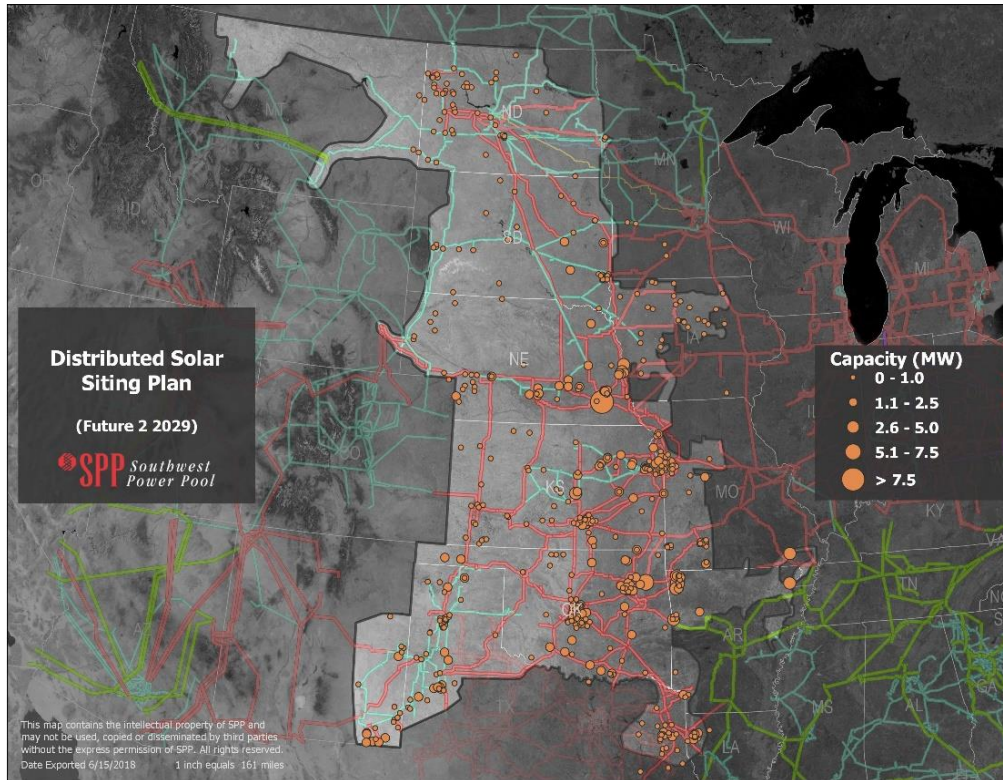 Distributed Solar
Siting Plan
(Future 2 2029)
SPP Southwest
Power Pool
Capacity (MW)
0 - 1.0
1.1 - 2.5
2.6 - 5.0
5.1 - 7.5
> 7.5
This map contains the intellectual property of SPP and
may not be used, copied or disseminated by third parties
without the express permission of SPP. All rights reserved.
Date Exported 6/15/2018 1 inch equals 161 miles
MT
ND
MN
OR
ID
SD
WI
MI
NE
IA
CO
KS
MO
KY
VA
TN
NC
OK
AR
TX
MS
AL
GA
LA